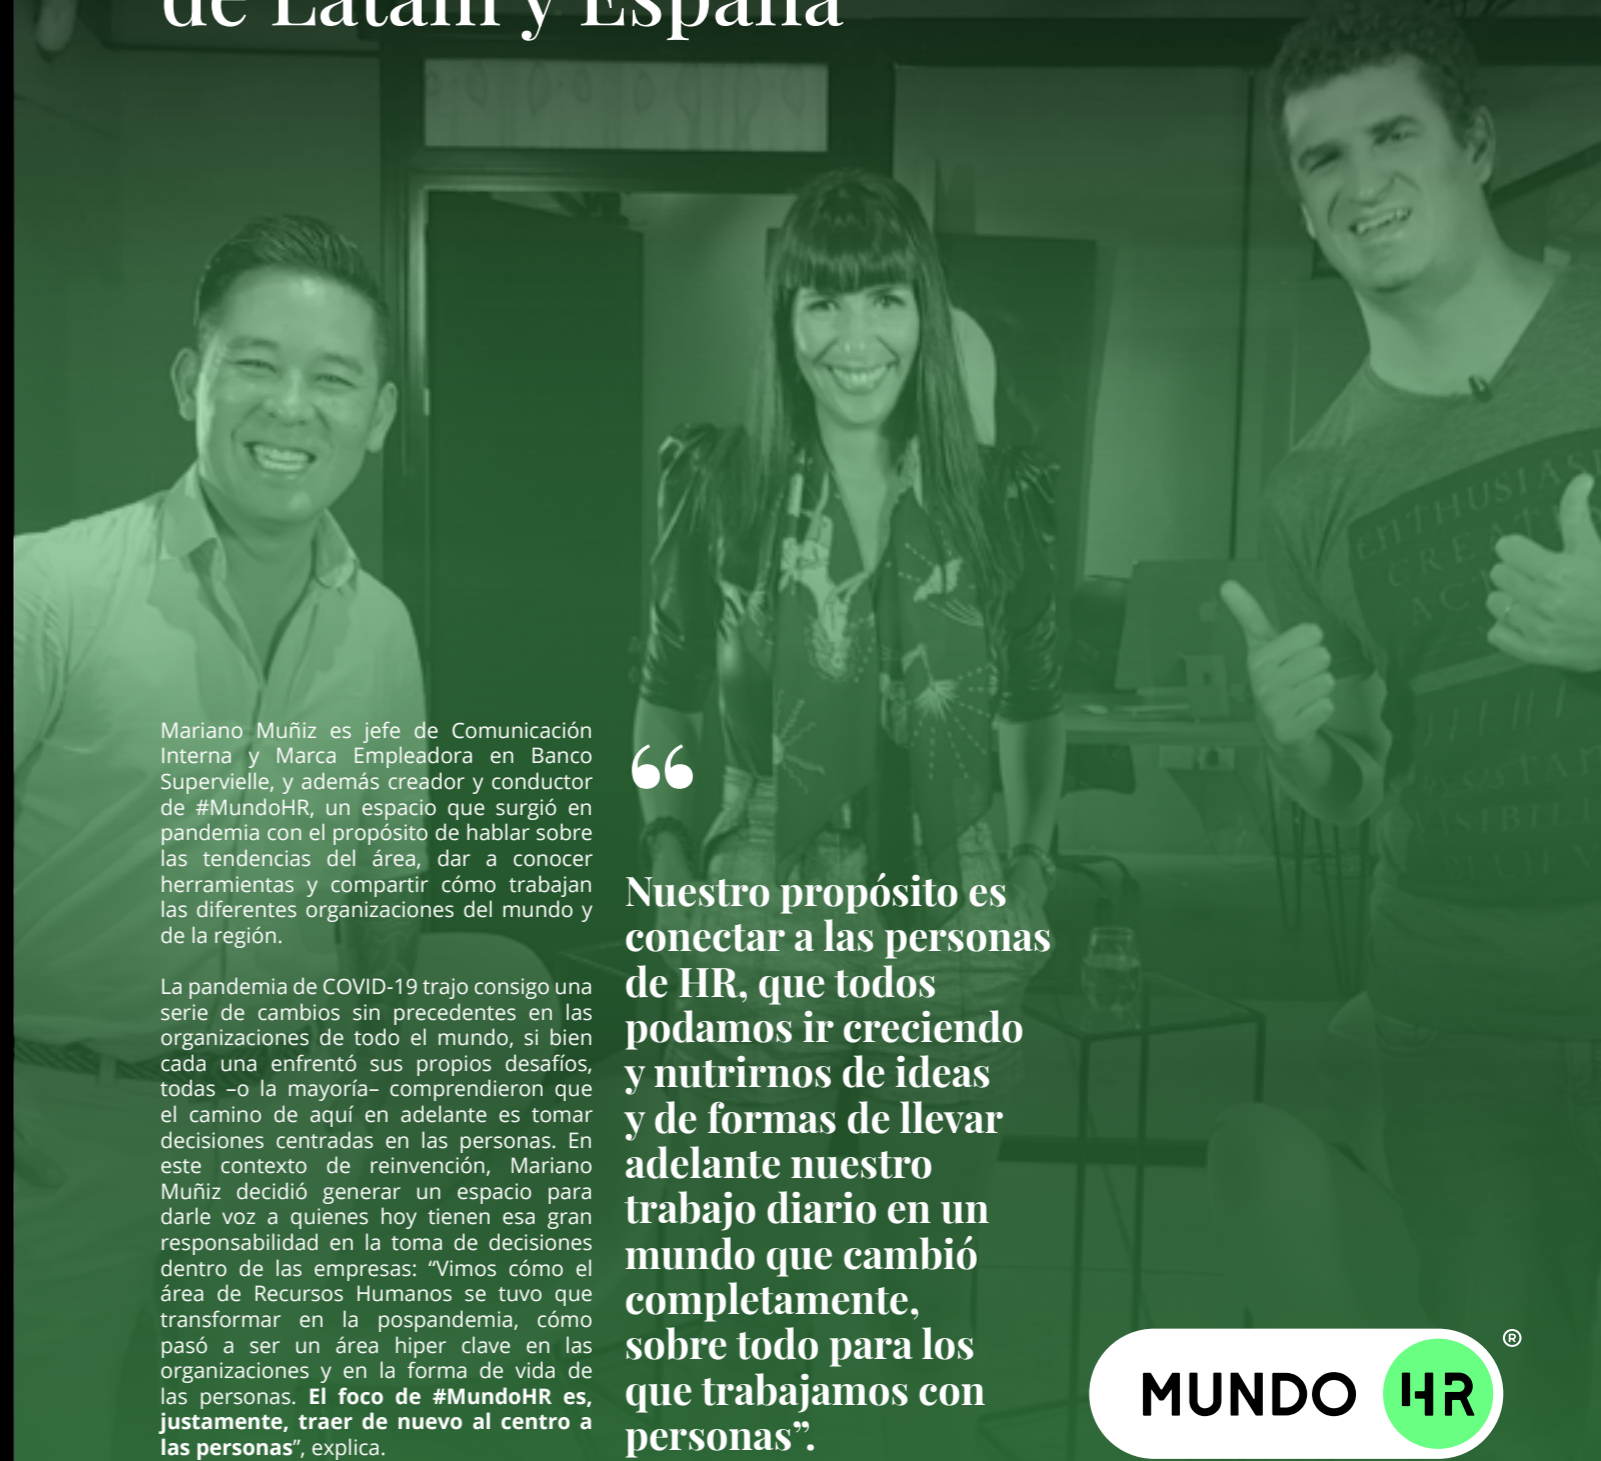 de Latam y España
Mariano Muñiz es jefe de Comunicación
Interna y Marca Empleadora en Banco
Supervielle, y además creador y conductor
de #MundoHR, un espacio que surgió en
pandemia con el propósito de hablar sobre
las tendencias del área, dar a conocer
herramientas y compartir cómo trabajan
las diferentes organizaciones del mundo y
de la región.
La pandemia de COVID-19 trajo consigo una
serie de cambios sin precedentes en las
organizaciones de todo el mundo, si bien
cada una enfrentó sus propios desafíos,
todas –o la mayoría– comprendieron que
el camino de aquí en adelante es tomar
decisiones centradas en las personas. En
este contexto de reinvención, Mariano
Muñiz decidió generar un espacio para
darle voz a quienes hoy tienen esa gran
responsabilidad en la toma de decisiones
dentro de las empresas: “Vimos cómo el
área de Recursos Humanos se tuvo que
transformar en la pospandemia, cómo
pasó a ser un área hiper clave en las
organizaciones y en la forma de vida de
las personas. El foco de #MundoHR es,
justamente, traer de nuevo al centro a
las personas”, explica.
“
Nuestro propósito es
conectar a las personas
de HR, que todos
podamos ir creciendo
y nutrirnos de ideas
y de formas de llevar
adelante nuestro
trabajo diario en un
mundo que cambió
completamente,
sobre todo para los
que trabajamos con
personas”.
MUNDO HR ®